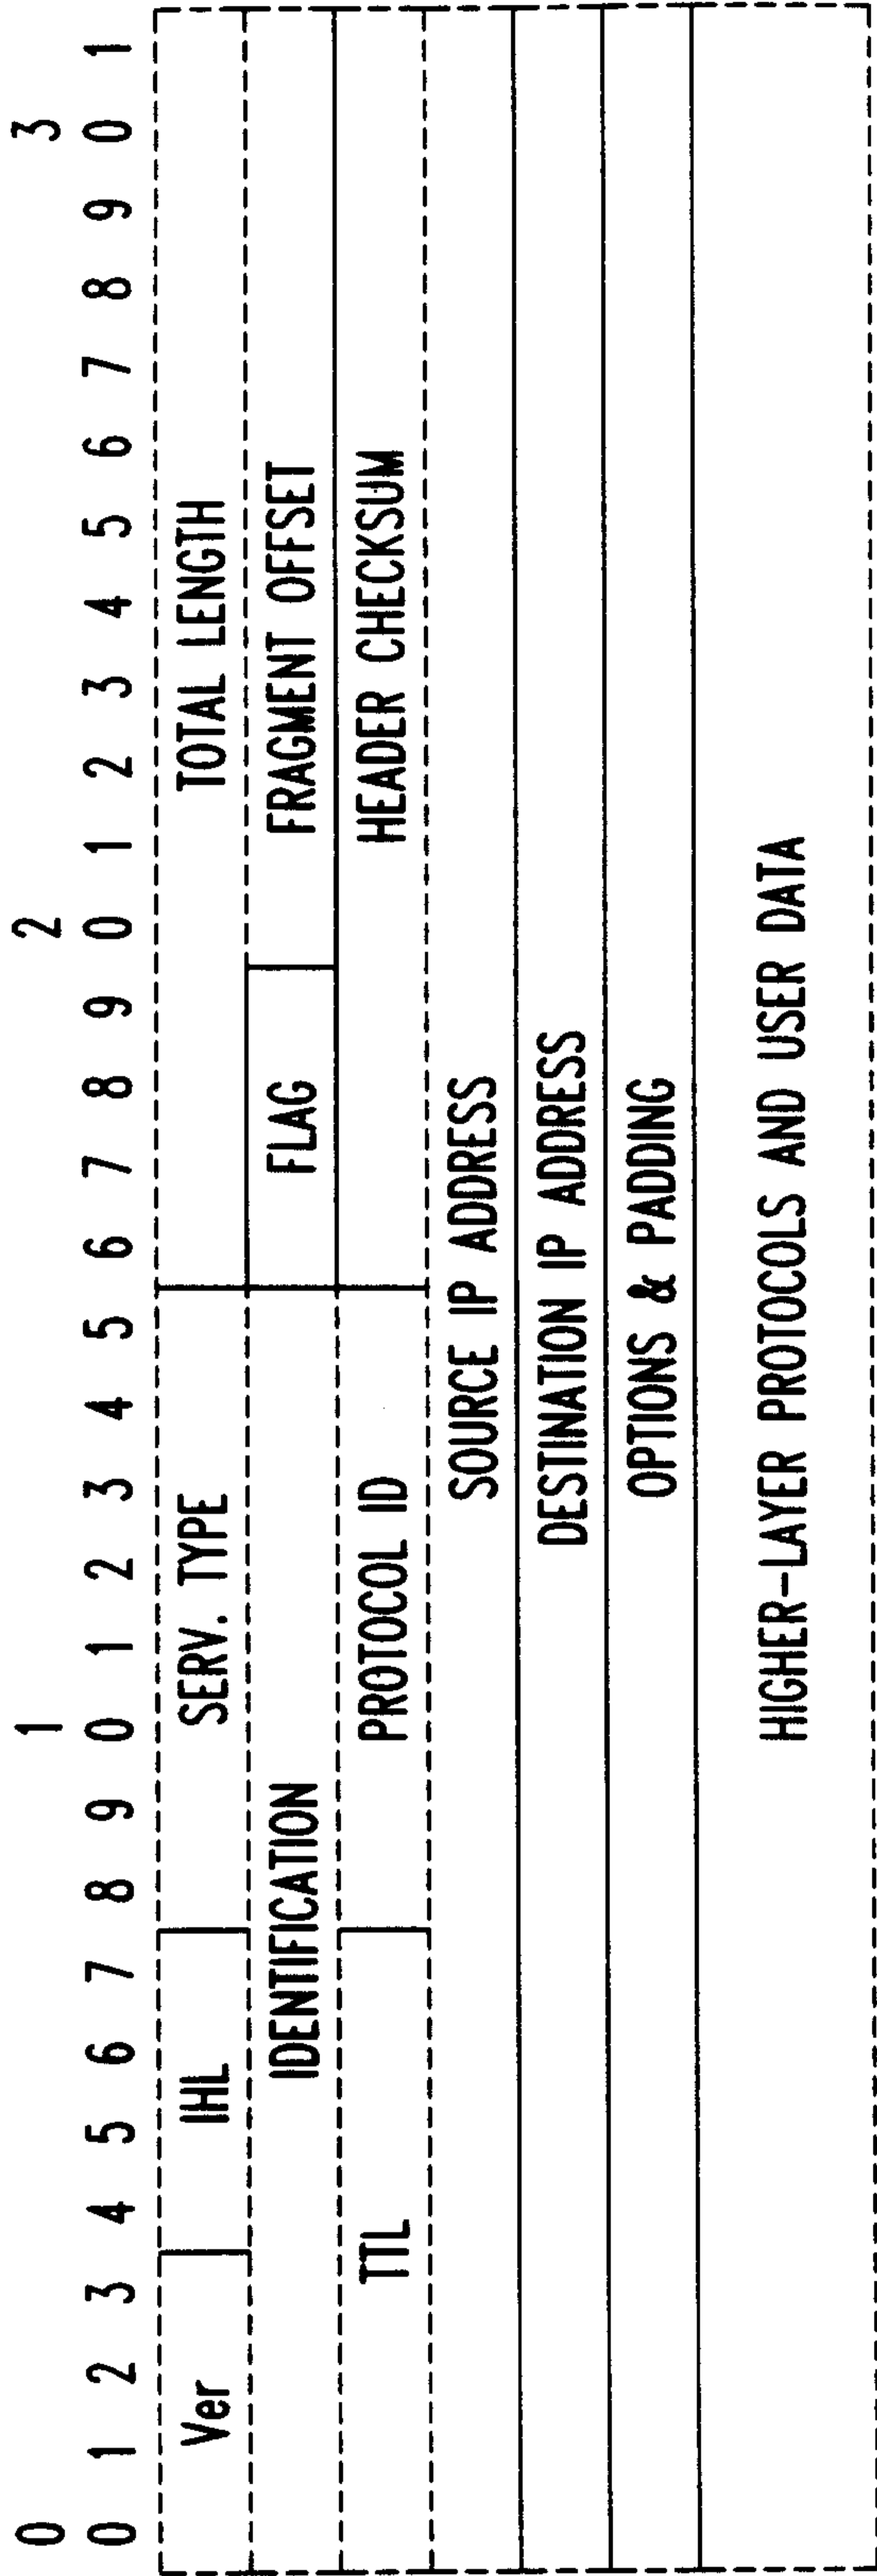 0 1 2 3
0 1 2 3 4 5 6 7 8 9 0 1 2 3 4 5 6 7 8 9 0 1 2 3 4 5 6 7 8 9 0 1
Ver IHL SERV. TYPE TOTAL LENGTH
IDENTIFICATION FLAG FRAGMENT OFFSET
TTL PROTOCOL ID HEADER CHECKSUM
SOURCE IP ADDRESS
DESTINATION IP ADDRESS
OPTIONS & PADDING
HIGHER-LAYER PROTOCOLS AND USER DATA